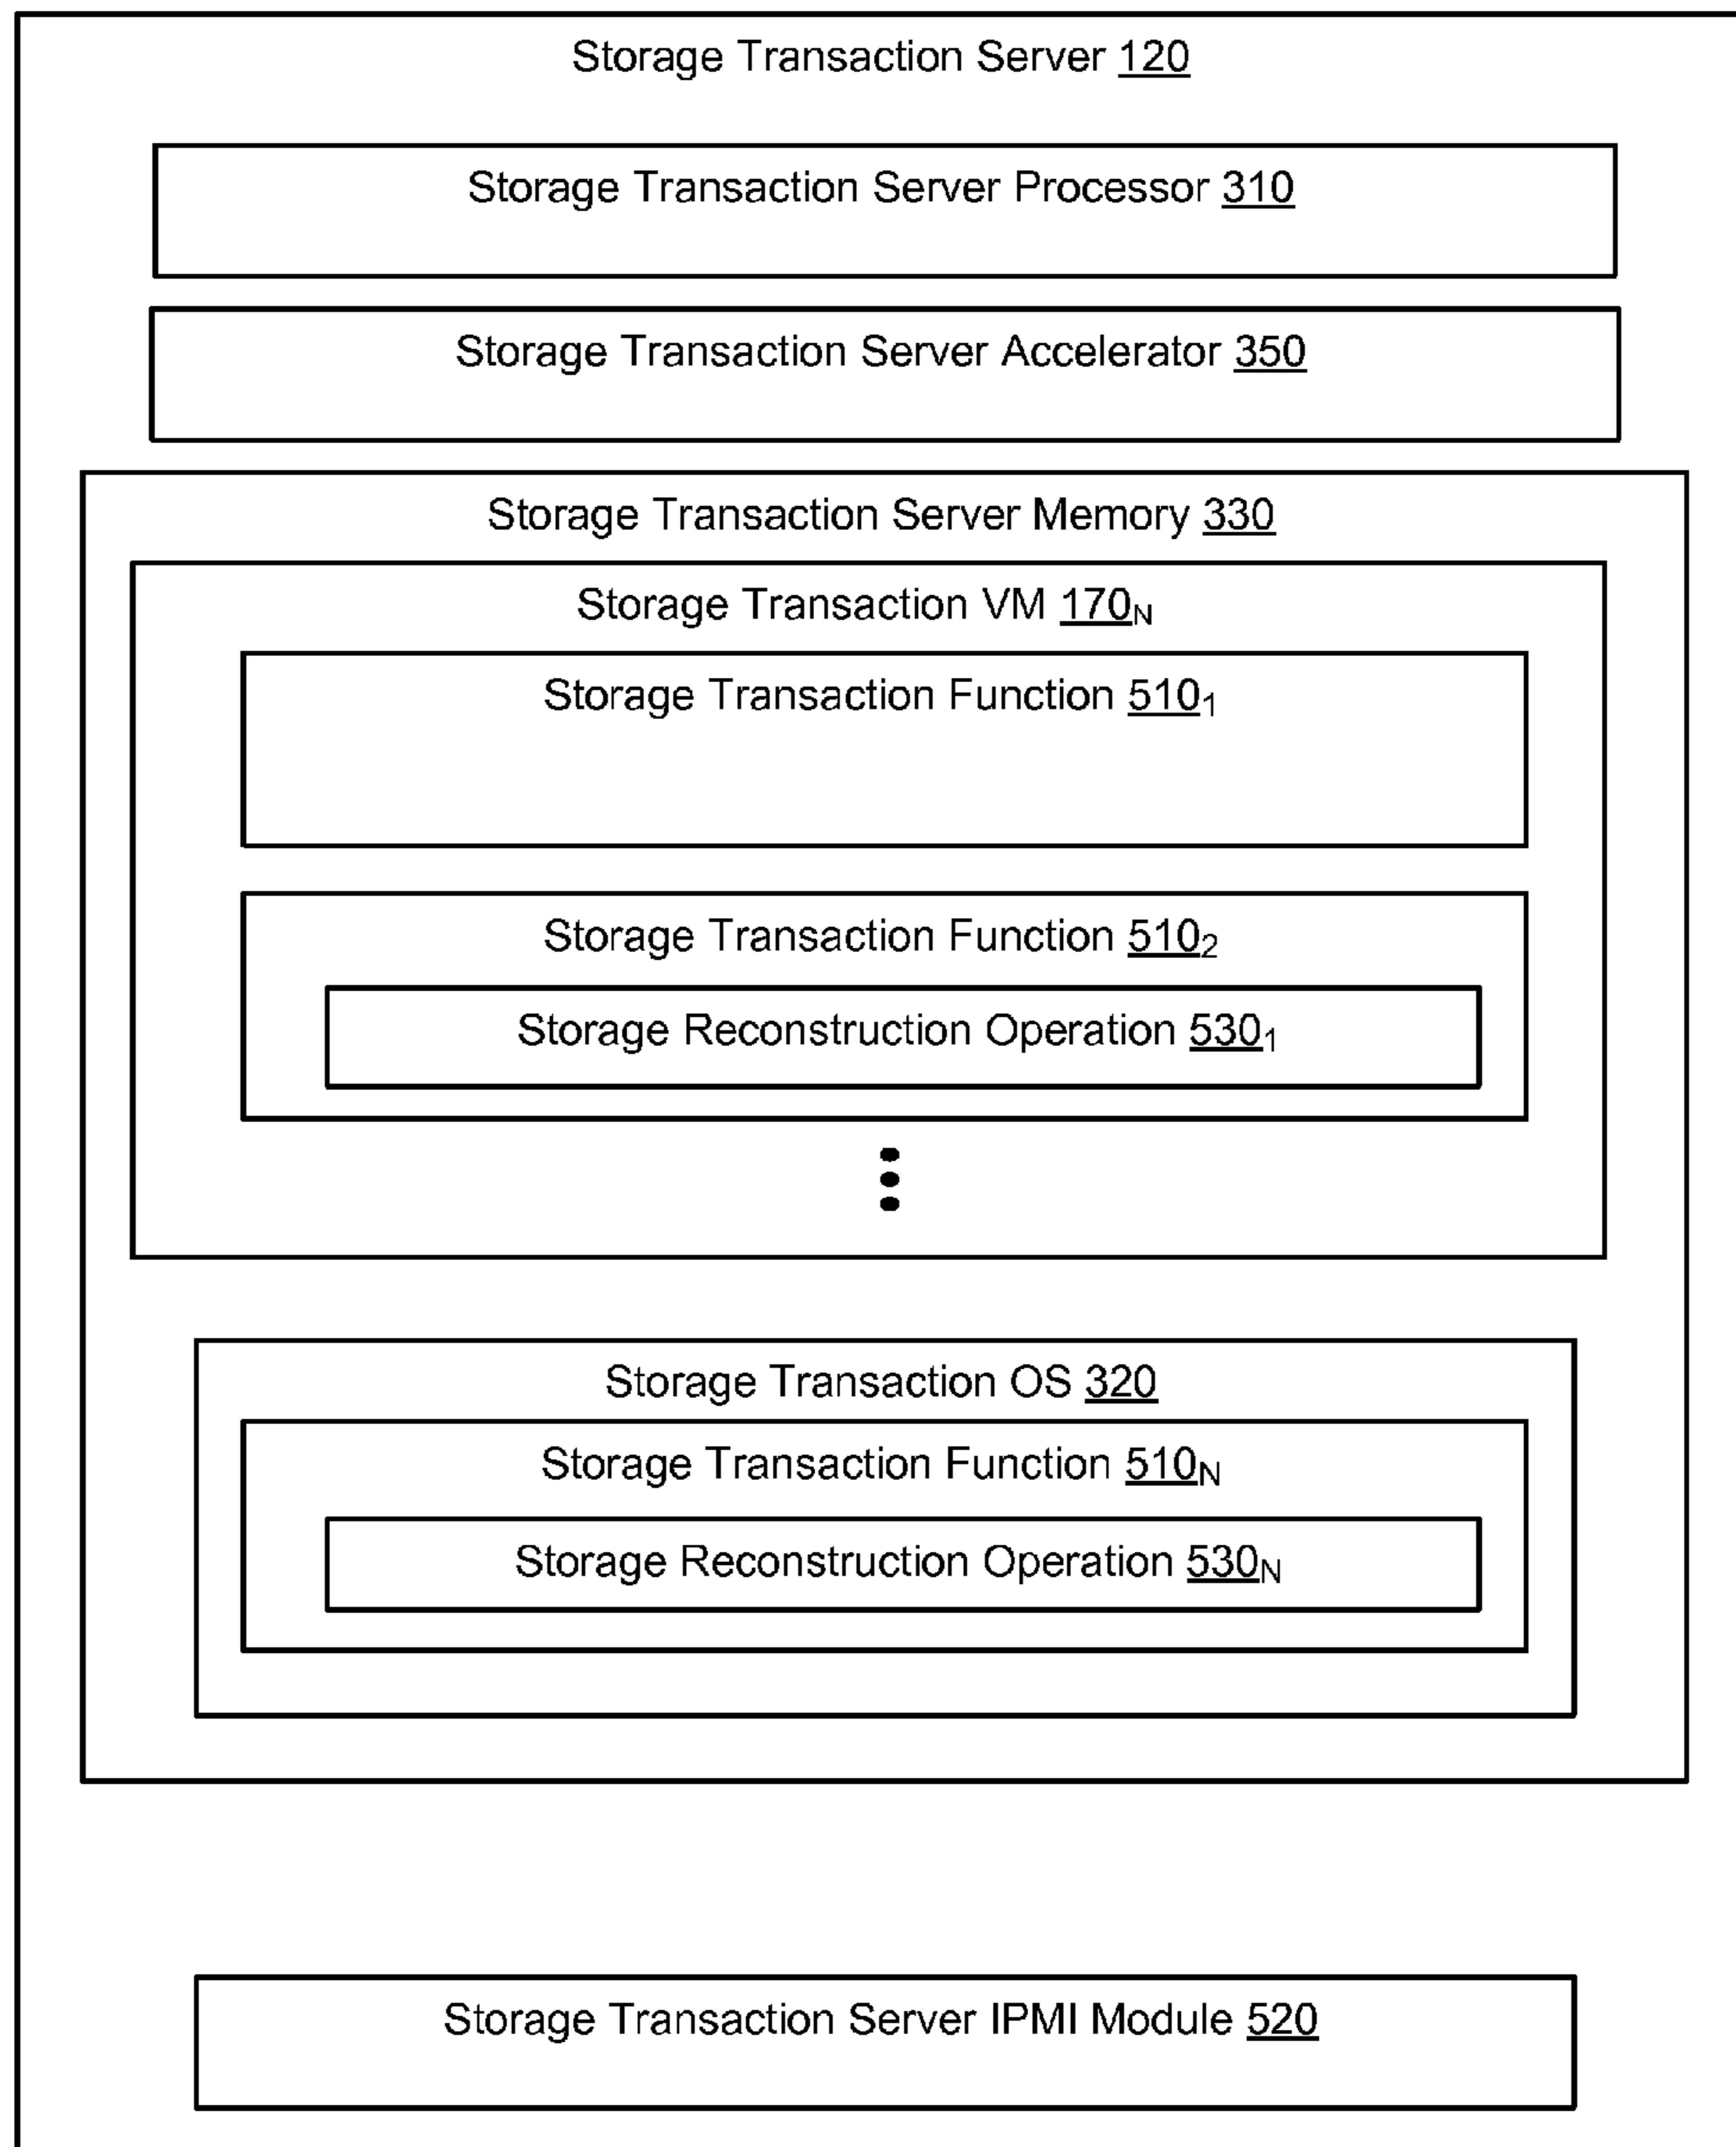 Storage Transaction Server 120
Storage Transaction Server Processor 310
Storage Transaction Server Accelerator 350
Storage Transaction Server Memory 330
Storage Transaction VM 170N
Storage Transaction Function 5101
Storage Transaction Function 5102
Storage Reconstruction Operation 5301
Storage Transaction OS 320
Storage Transaction Function 510N
Storage Reconstruction Operation 530N
Storage Transaction Server IPMI Module 520